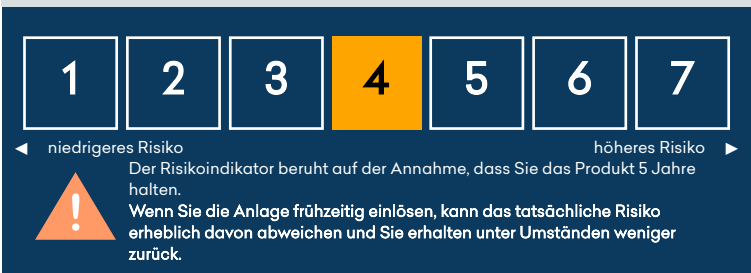 1 2 3 4 5 6 7
◀ niedrigeres Risiko höheres Risiko ▶
Der Risikoindikator beruht auf der Annahme, dass Sie das Produkt 5 Jahre
halten.
!
Wenn Sie die Anlage frühzeitig einlösen, kann das tatsächliche Risiko
erheblich davon abweichen und Sie erhalten unter Umständen weniger
zurück.